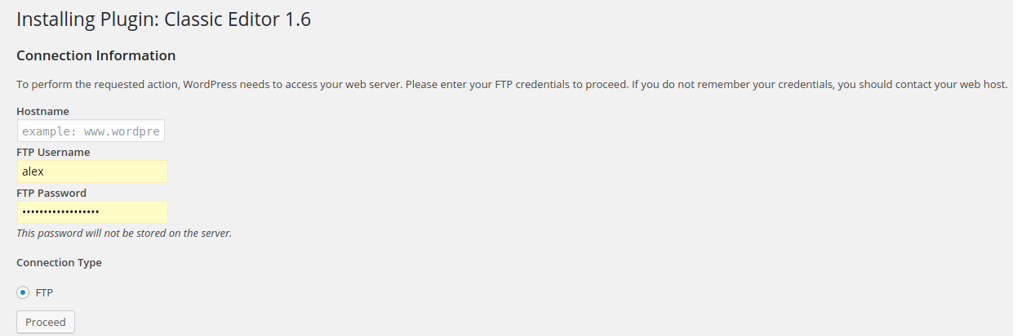 Installing Plugin: Classic Editor 1.6
Connection Information
To perform the requested action, WordPress needs to access your web server. Please enter your FTP credentials to proceed. If you do not remember your credentials, you should contact your web host.
Hostname
example: www.wordpre
FTP Username
alex
FTP Password
••••••••••••••••••
This password will not be stored on the server.
Connection Type
FTP
Proceed